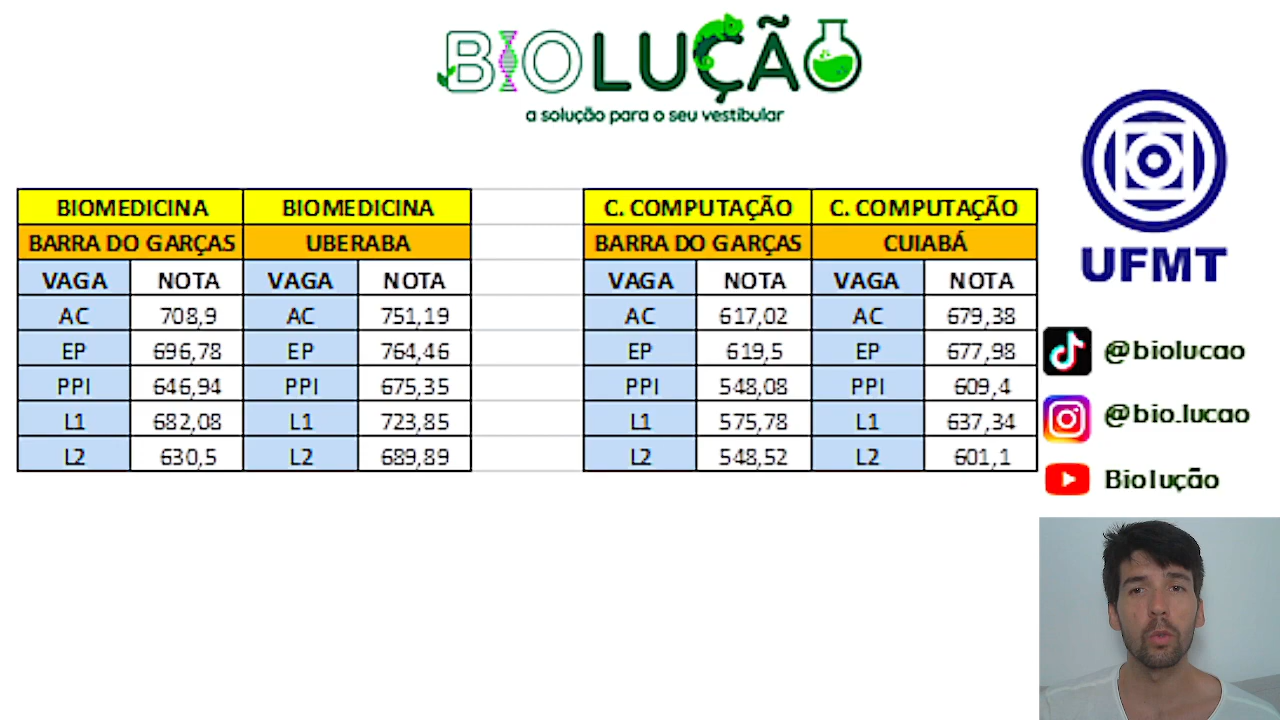 BIOLUÇÃO
a solução para o seu vestibular
BIOMEDICINA BIOMEDICINA C. COMPUTAÇÃO C. COMPUTAÇÃO
BARRA DO GARÇAS UBERABA BARRA DO GARÇAS CUIABÁ
VAGA NOTA VAGA NOTA VAGA NOTA VAGA NOTA
AC 708,9 AC 751,19 AC 617,02 AC 679,38
EP 696,78 EP 764,46 EP 619,5 EP 677,98
PPI 646,94 PPI 675,35 PPI 548,08 PPI 609,4
L1 682,08 L1 723,85 L1 575,78 L1 637,34
L2 630,5 L2 689,89 L2 548,52 L2 601,1
UFMT
@biolucao
@bio.lucao
Biolução